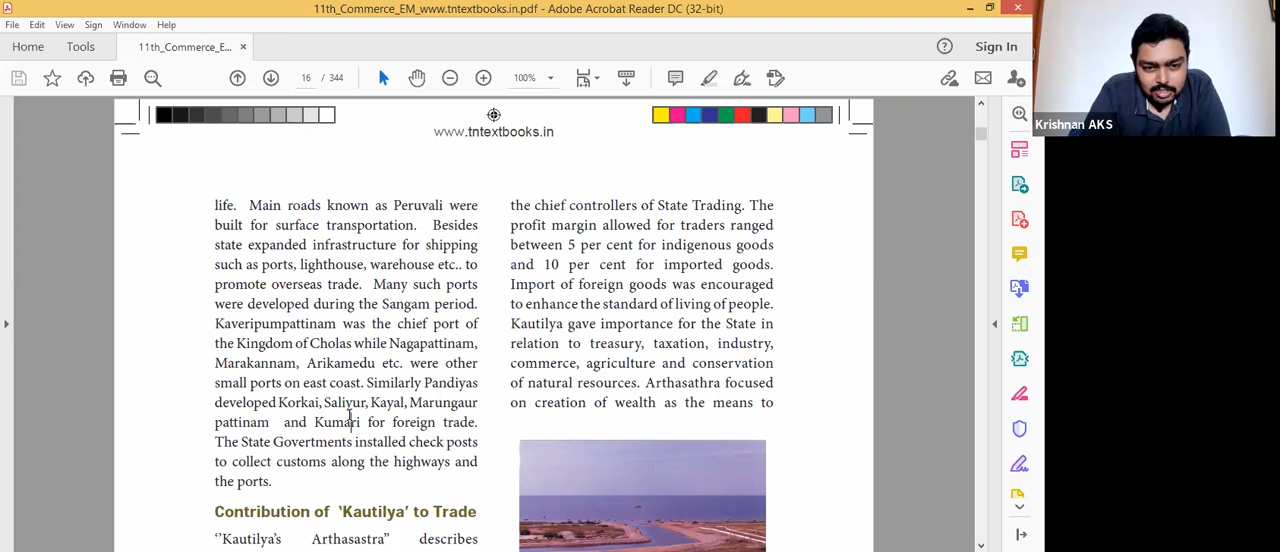 11th_Commerce_EM_www.tntextbooks.in.pdf - Adobe Acrobat Reader DC (32-bit)
File Edit View Sign Window Help
Home Tools 11th_Commerce_E... × Sign In
16 / 344 100%
www.tntextbooks.in
life. Main roads known as Peruvali were
built for surface transportation. Besides
state expanded infrastructure for shipping
such as ports, lighthouse, warehouse etc.. to
promote overseas trade. Many such ports
were developed during the Sangam period.
Kaveripumpattinam was the chief port of
the Kingdom of Cholas while Nagapattinam,
Marakannam, Arikamedu etc. were other
small ports on east coast. Similarly Pandiyas
developed Korkai, Saliyur, Kayal, Marungaur
pattinam and Kumari for foreign trade.
The State Govertments installed check posts
to collect customs along the highways and
the ports.
Contribution of 'Kautilya' to Trade
‘’Kautilya’s Arthasastra” describes
the chief controllers of State Trading. The
profit margin allowed for traders ranged
between 5 per cent for indigenous goods
and 10 per cent for imported goods.
Import of foreign goods was encouraged
to enhance the standard of living of people.
Kautilya gave importance for the State in
relation to treasury, taxation, industry,
commerce, agriculture and conservation
of natural resources. Arthasathra focused
on creation of wealth as the means to
Krishnan AKS